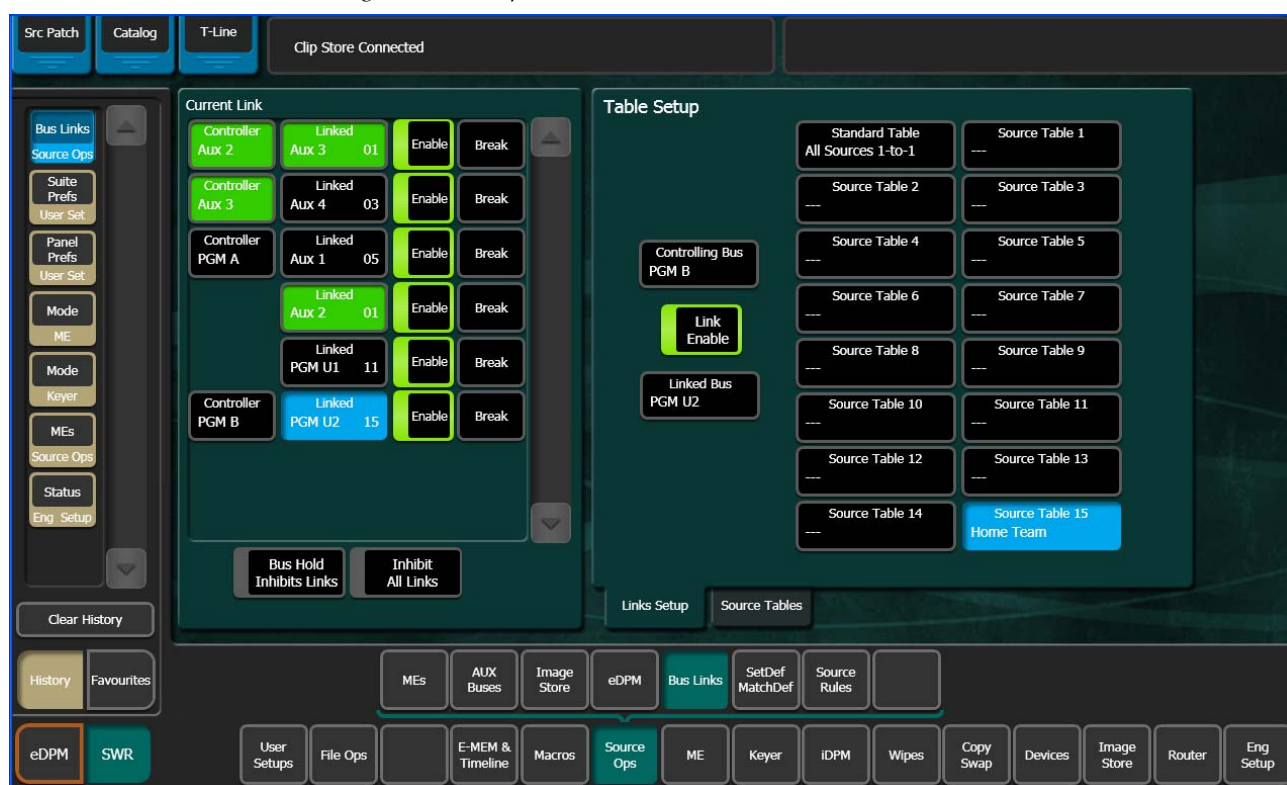 Src Patch
Catalog
T-Line
Clip Store Connected
Bus Links
Source Ops
Suite
Prefs
User Set
Panel
Prefs
User Set
Mode
ME
Mode
Keyer
MEs
Source Ops
Status
Eng Setup
Clear History
History
Favourites
Current Link
Controller
Aux 2
Linked
Aux 3 01
Enable
Break
Controller
Aux 3
Linked
Aux 4 03
Enable
Break
Controller
PGM A
Linked
Aux 1 05
Enable
Break
Linked
Aux 2 01
Enable
Break
Linked
PGM U1 11
Enable
Break
Controller
PGM B
Linked
PGM U2 15
Enable
Break
Bus Hold
Inhibits Links
Inhibit
All Links
Table Setup
Controlling Bus
PGM B
Link
Enable
Linked Bus
PGM U2
Standard Table
All Sources 1-to-1
Source Table 1
---
Source Table 2
---
Source Table 3
---
Source Table 4
---
Source Table 5
---
Source Table 6
---
Source Table 7
---
Source Table 8
---
Source Table 9
---
Source Table 10
---
Source Table 11
---
Source Table 12
---
Source Table 13
---
Source Table 14
---
Source Table 15
Home Team
Links Setup
Source Tables
MEs
AUX
Buses
Image
Store
eDPM
Bus Links
SetDef
MatchDef
Source
Rules
eDPM
SWR
User
Setups
File Ops
E-MEM &
Timeline
Macros
Source
Ops
ME
Keyer
iDPM
Wipes
Copy
Swap
Devices
Image
Store
Router
Eng
Setup